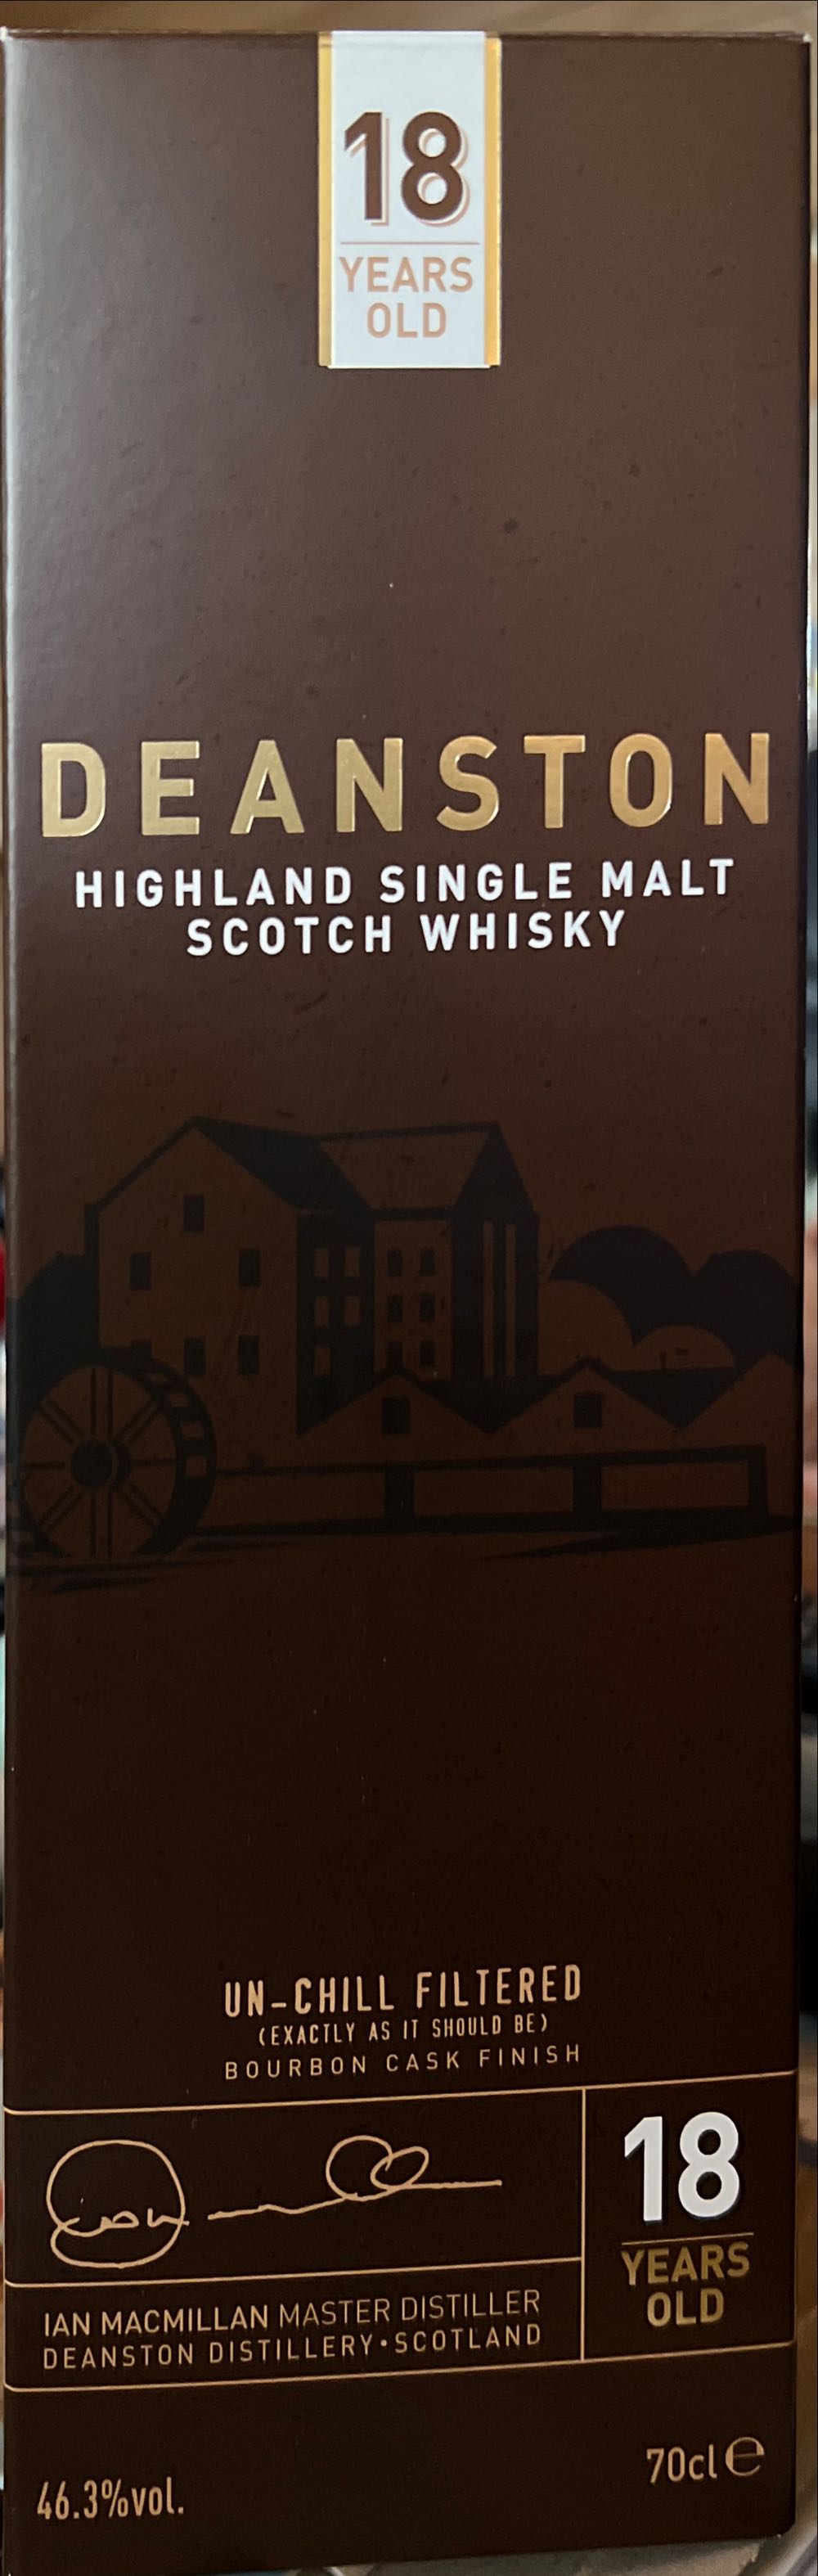 18
YEARS
OLD
DEANSTON
HIGHLAND SINGLE MALT
SCOTCH WHISKY
UN-CHILL FILTERED
(EXACTLY AS IT SHOULD BE)
BOURBON CASK FINISH
18
YEARS
OLD
IAN MACMILLAN MASTER DISTILLER
DEANSTON DISTILLERY•SCOTLAND
70cl ℮
46.3%vol.